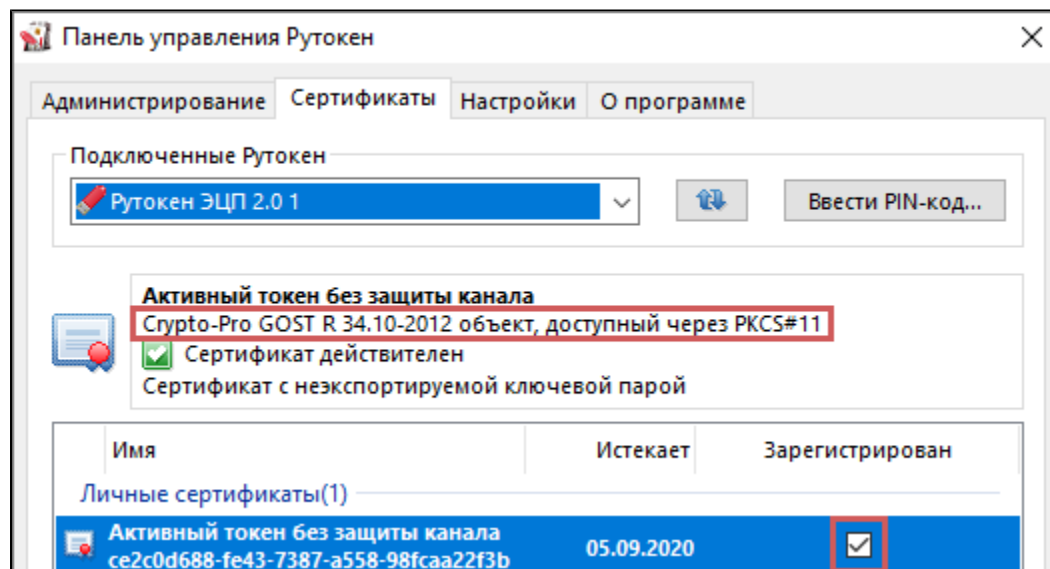 Панель управления Рутокен
Администрирование Сертификаты Настройки О программе
Подключенные Рутокен
Рутокен ЭЦП 2.0 1 Ввести PIN-код...
Активный токен без защиты канала
Crypto-Pro GOST R 34.10-2012 объект, доступный через PKCS#11
Сертификат действителен
Сертификат с неэкспортируемой ключевой парой
Имя Истекает Зарегистрирован
Личные сертификаты(1)
Активный токен без защиты канала
ce2c0d688-fe43-7387-a558-98fcaa22f3b 05.09.2020